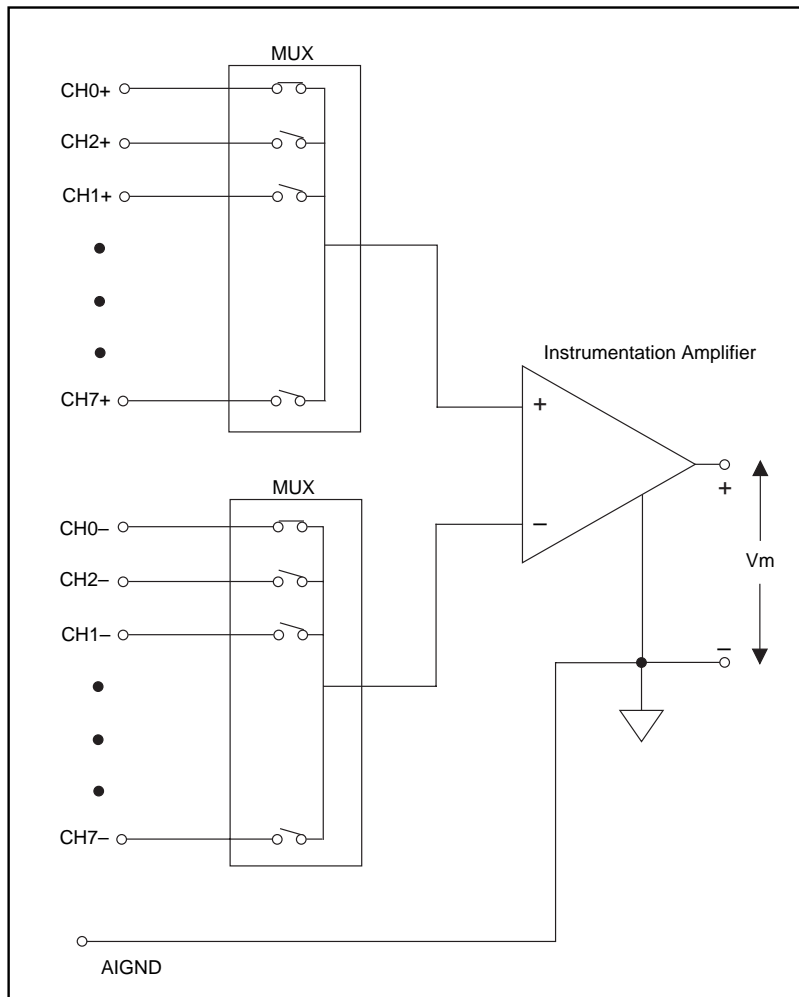 MUX
CH0+
CH2+
CH1+
CH7+
Instrumentation Amplifier
+
–
+
Vm
–
MUX
CH0–
CH2–
CH1–
CH7–
AIGND